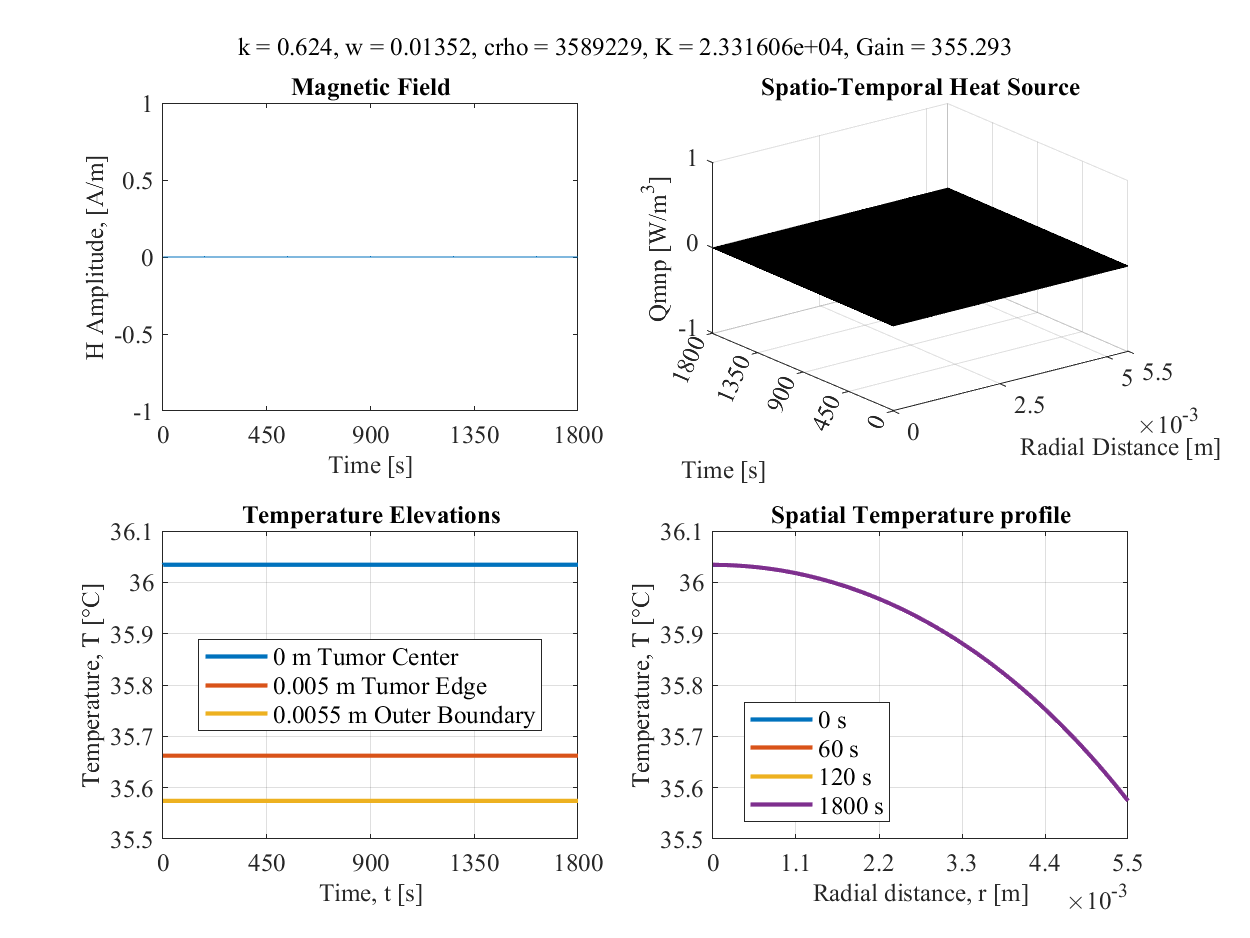 k = 0.624, w = 0.01352, crho = 3589229, K = 2.331606e+04, Gain = 355.293
Magnetic Field
H Amplitude, [A/m]
1
0.5
0
-0.5
-1
0 450 900 1350 1800
Time [s]
Spatio-Temporal Heat Source
Qmnp [W/m³]
1
0
-1
1800 1350 900 450 0
0 2.5 5 5.5
×10⁻³
Radial Distance [m]
Time [s]
Temperature Elevations
Temperature, T [°C]
36.1
36
35.9
35.8
35.7
35.6
35.5
0 m Tumor Center
0.005 m Tumor Edge
0.0055 m Outer Boundary
0 450 900 1350 1800
Time, t [s]
Spatial Temperature profile
Temperature, T [°C]
36.1
36
35.9
35.8
35.7
35.6
35.5
0 s
60 s
120 s
1800 s
0 1.1 2.2 3.3 4.4 5.5
Radial distance, r [m]
×10⁻³